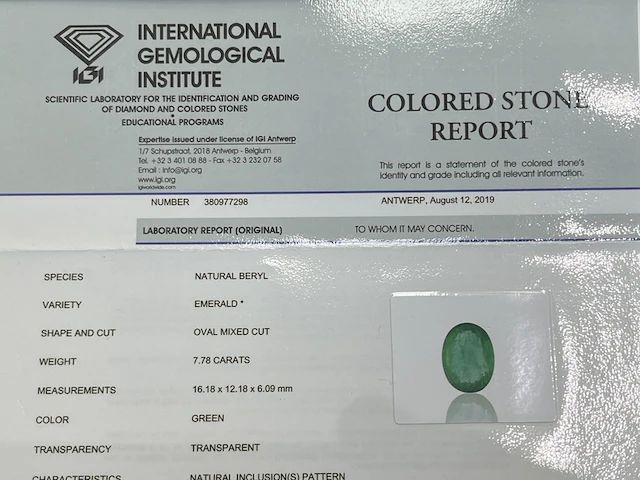 INTERNATIONAL
GEMOLOGICAL
INSTITUTE
IGI
SCIENTIFIC LABORATORY FOR THE IDENTIFICATION AND GRADING
OF DIAMOND AND COLORED STONES
•
EDUCATIONAL PROGRAMS
Expertise issued under license of IGI Antwerp
1/7 Schupstraat, 2018 Antwerp - Belgium
Tel. +32 3 401 08 88 - Fax +32 3 232 07 58
Email : info@igi.org
www.igi.org
igiworldwide.com
COLORED STONE
REPORT
This report is a statement of the colored stone's
identity and grade including all relevant information.
NUMBER 380977298 ANTWERP, August 12, 2019
LABORATORY REPORT (ORIGINAL) TO WHOM IT MAY CONCERN.
SPECIES NATURAL BERYL
VARIETY EMERALD *
SHAPE AND CUT OVAL MIXED CUT
WEIGHT 7.78 CARATS
MEASUREMENTS 16.18 x 12.18 x 6.09 mm
COLOR GREEN
TRANSPARENCY TRANSPARENT
CHARACTERISTICS NATURAL INCLUSION(S) PATTERN